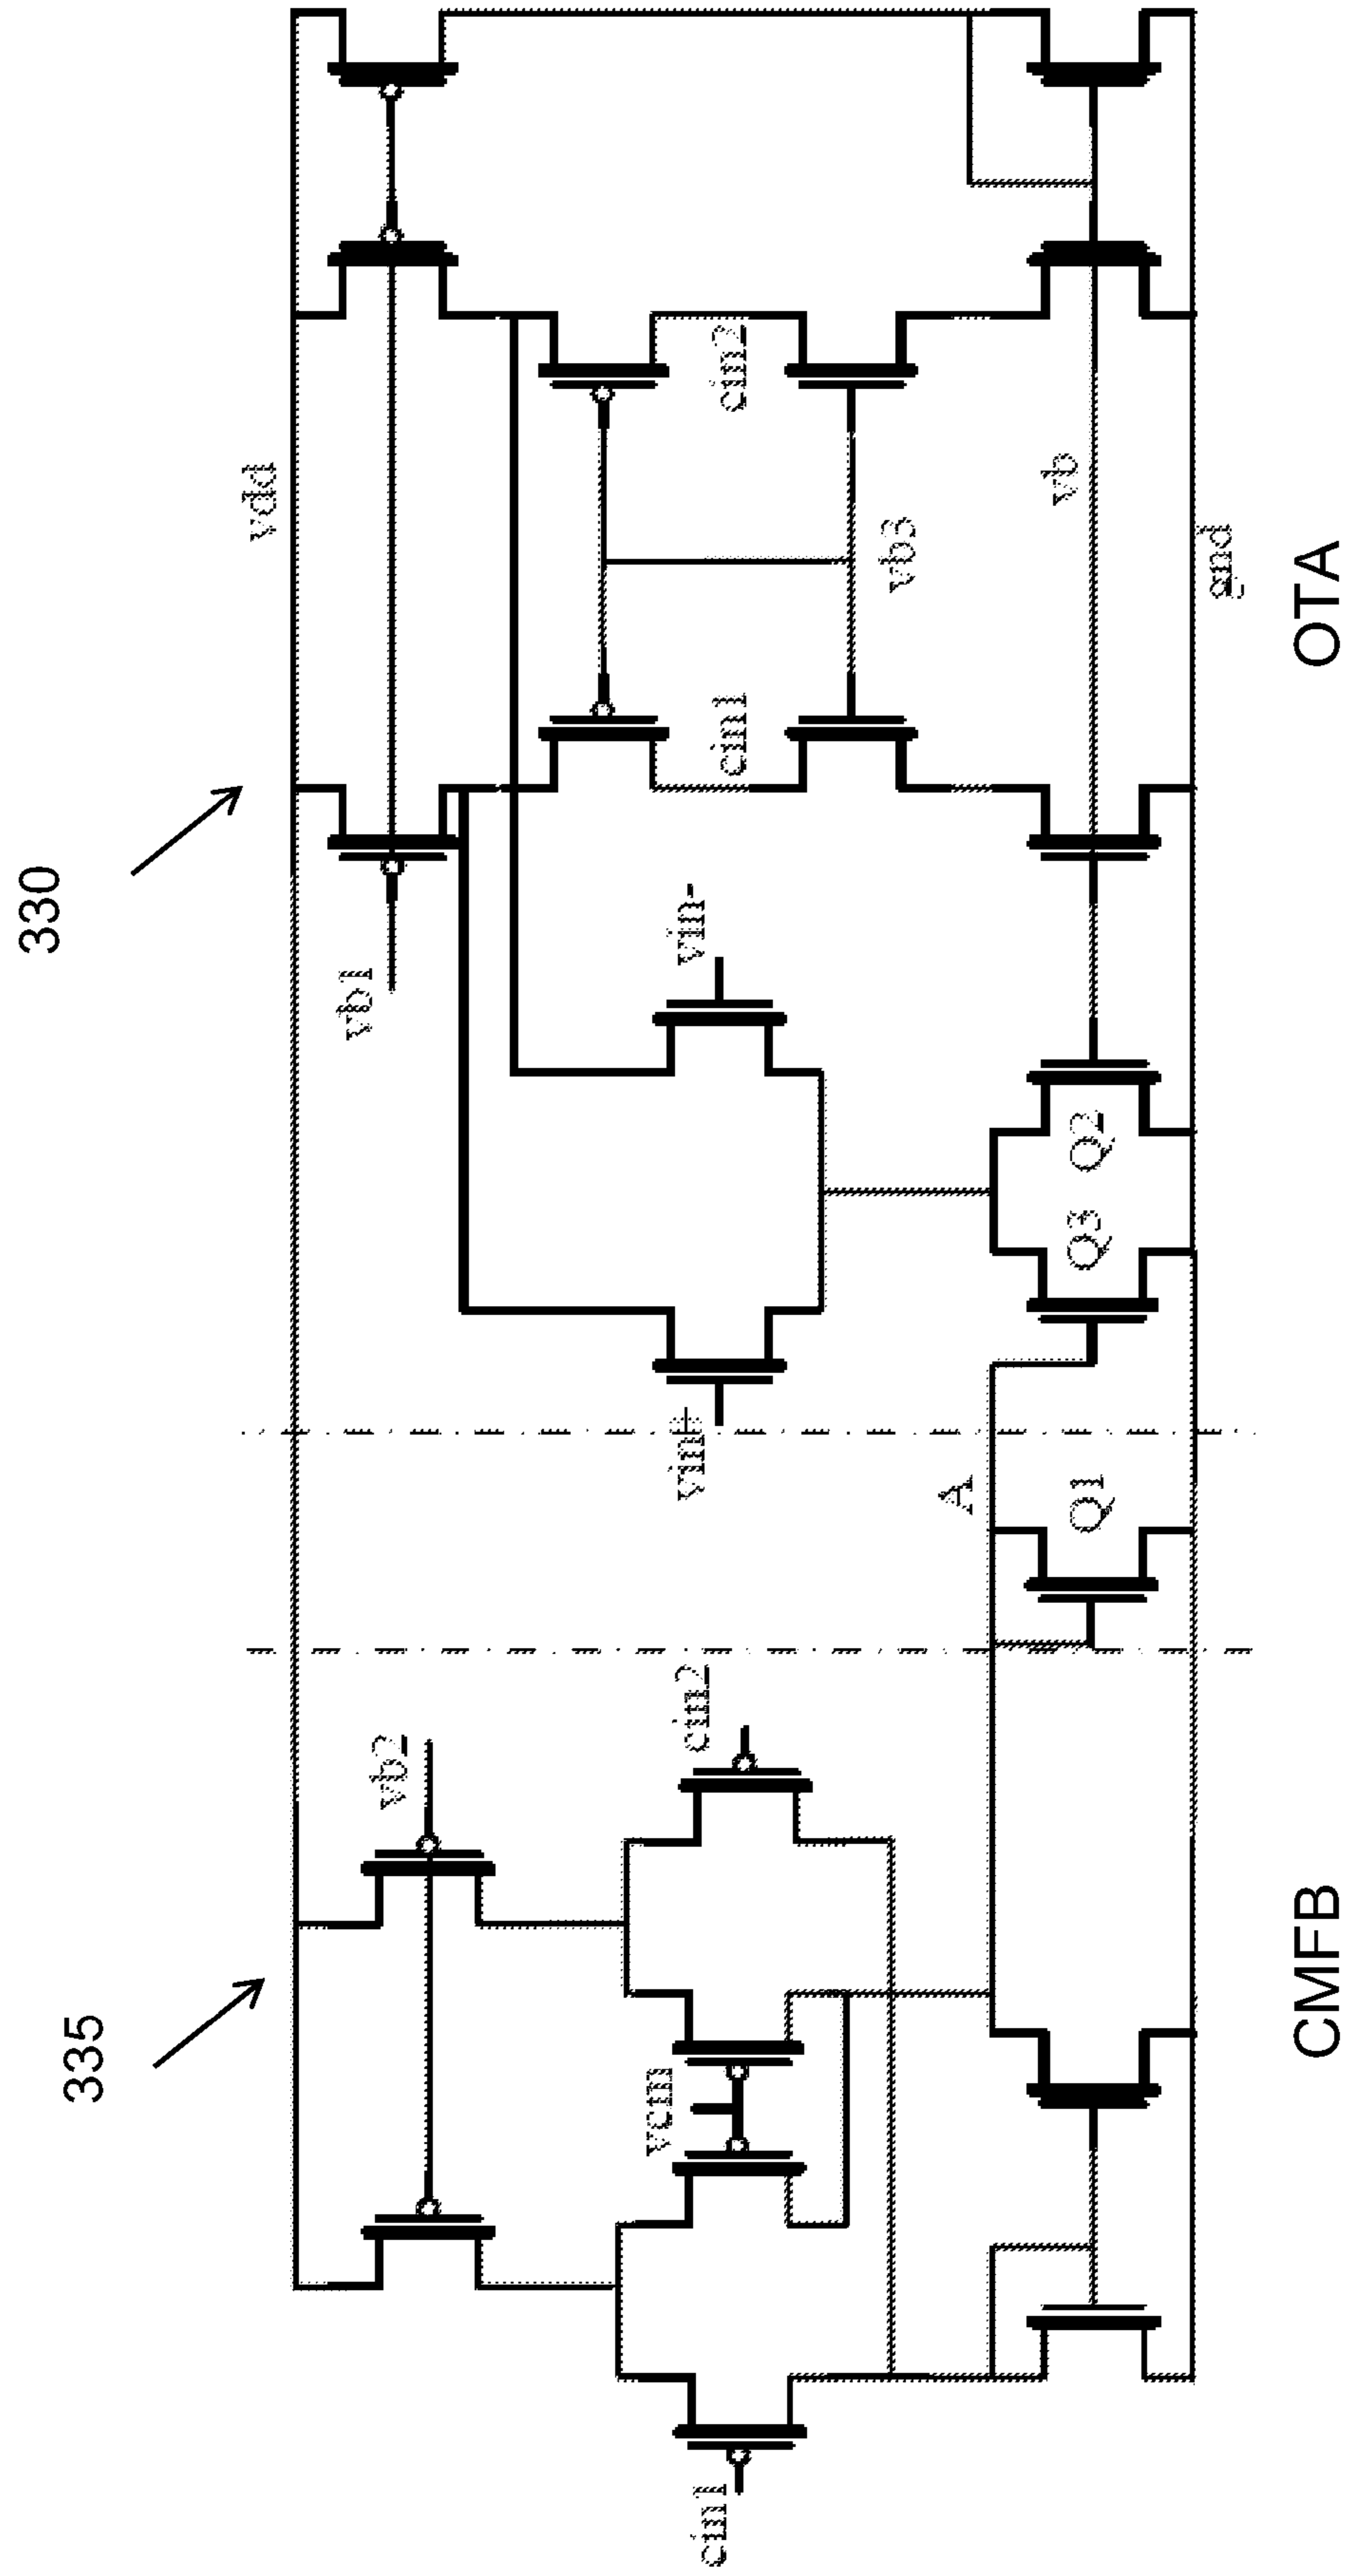 335
330
vdd
vb2
vb1
cin1
vcm
cin2
vin+
vin-
cin1
cin2
vb3
A
vb
Q1
Q3
Q2
gnd
CMFB
OTA